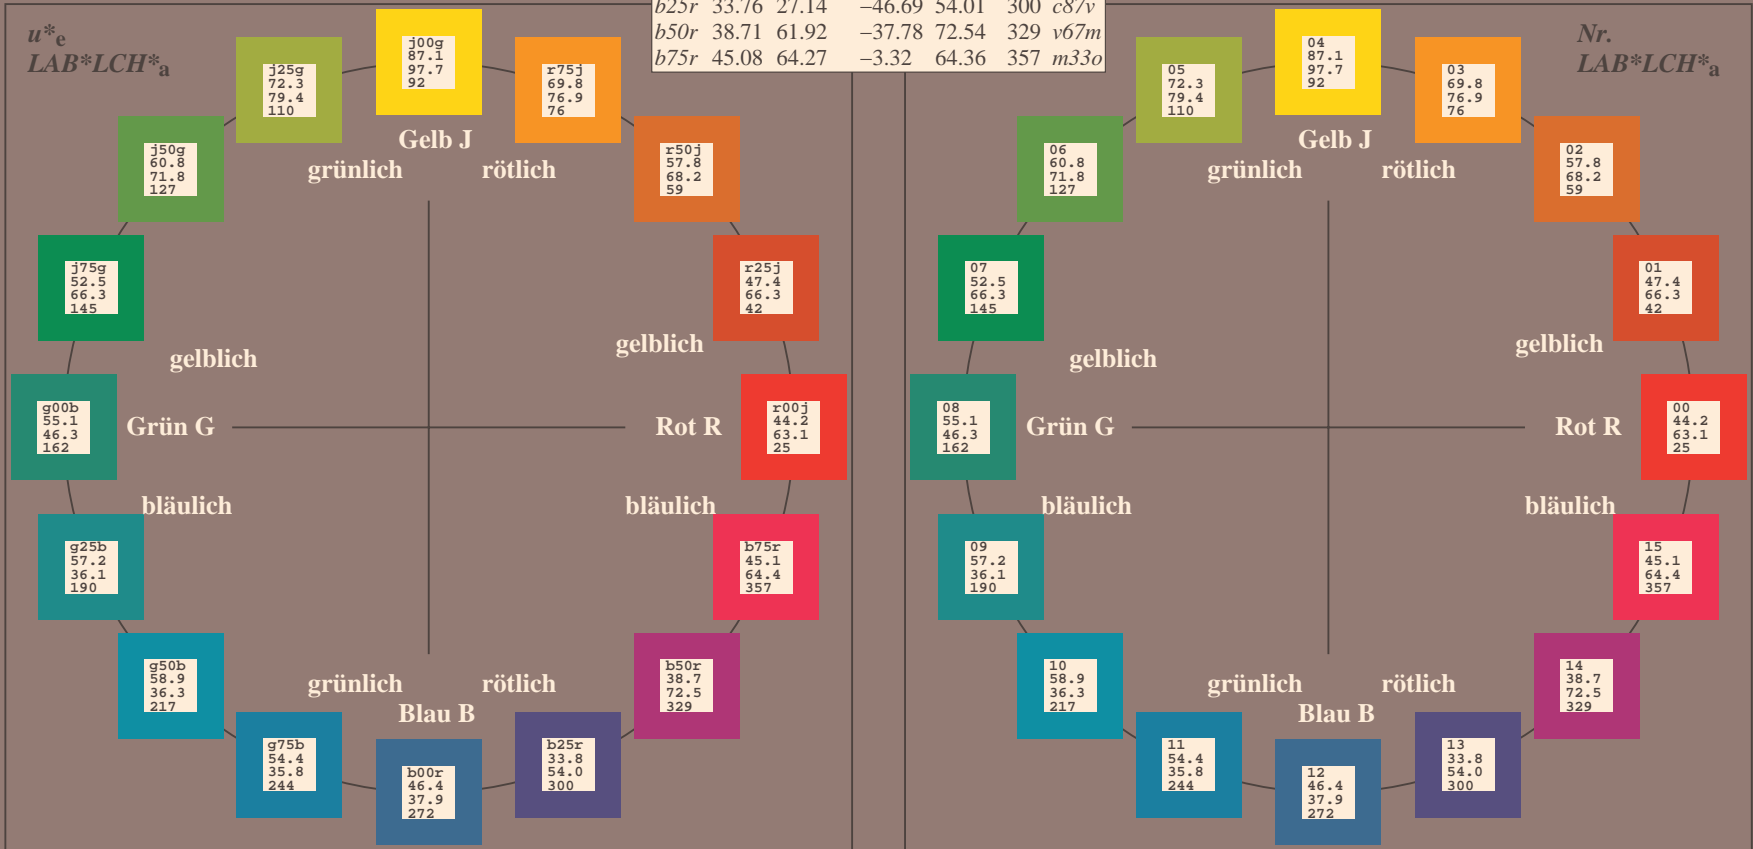 b25r 33.76 27.14 −46.69 54.01 300 c87v
b50r 38.71 61.92 −37.78 72.54 329 v67m
b75r 45.08 64.27 −3.32 64.36 357 m33o
u*e
LAB*LCH*a
j00g
87.1
97.7
92
j25g
72.3
79.4
110
r75j
69.8
76.9
76
j50g
60.8
71.8
127
r50j
57.8
68.2
59
Gelb J
grünlich
rötlich
j75g
52.5
66.3
145
r25j
47.4
66.3
42
gelblich
gelblich
g00b
55.1
46.3
162
Grün G
Rot R
r00j
44.2
63.1
25
bläulich
bläulich
g25b
57.2
36.1
190
b75r
45.1
64.4
357
g50b
58.9
36.3
217
b50r
38.7
72.5
329
grünlich
rötlich
Blau B
g75b
54.4
35.8
244
b00r
46.4
37.9
272
b25r
33.8
54.0
300
Nr.
LAB*LCH*a
04
87.1
97.7
92
05
72.3
79.4
110
03
69.8
76.9
76
06
60.8
71.8
127
02
57.8
68.2
59
Gelb J
grünlich
rötlich
07
52.5
66.3
145
01
47.4
66.3
42
gelblich
gelblich
08
55.1
46.3
162
Grün G
Rot R
00
44.2
63.1
25
bläulich
bläulich
09
57.2
36.1
190
15
45.1
64.4
357
10
58.9
36.3
217
14
38.7
72.5
329
grünlich
rötlich
Blau B
11
54.4
35.8
244
12
46.4
37.9
272
13
33.8
54.0
300